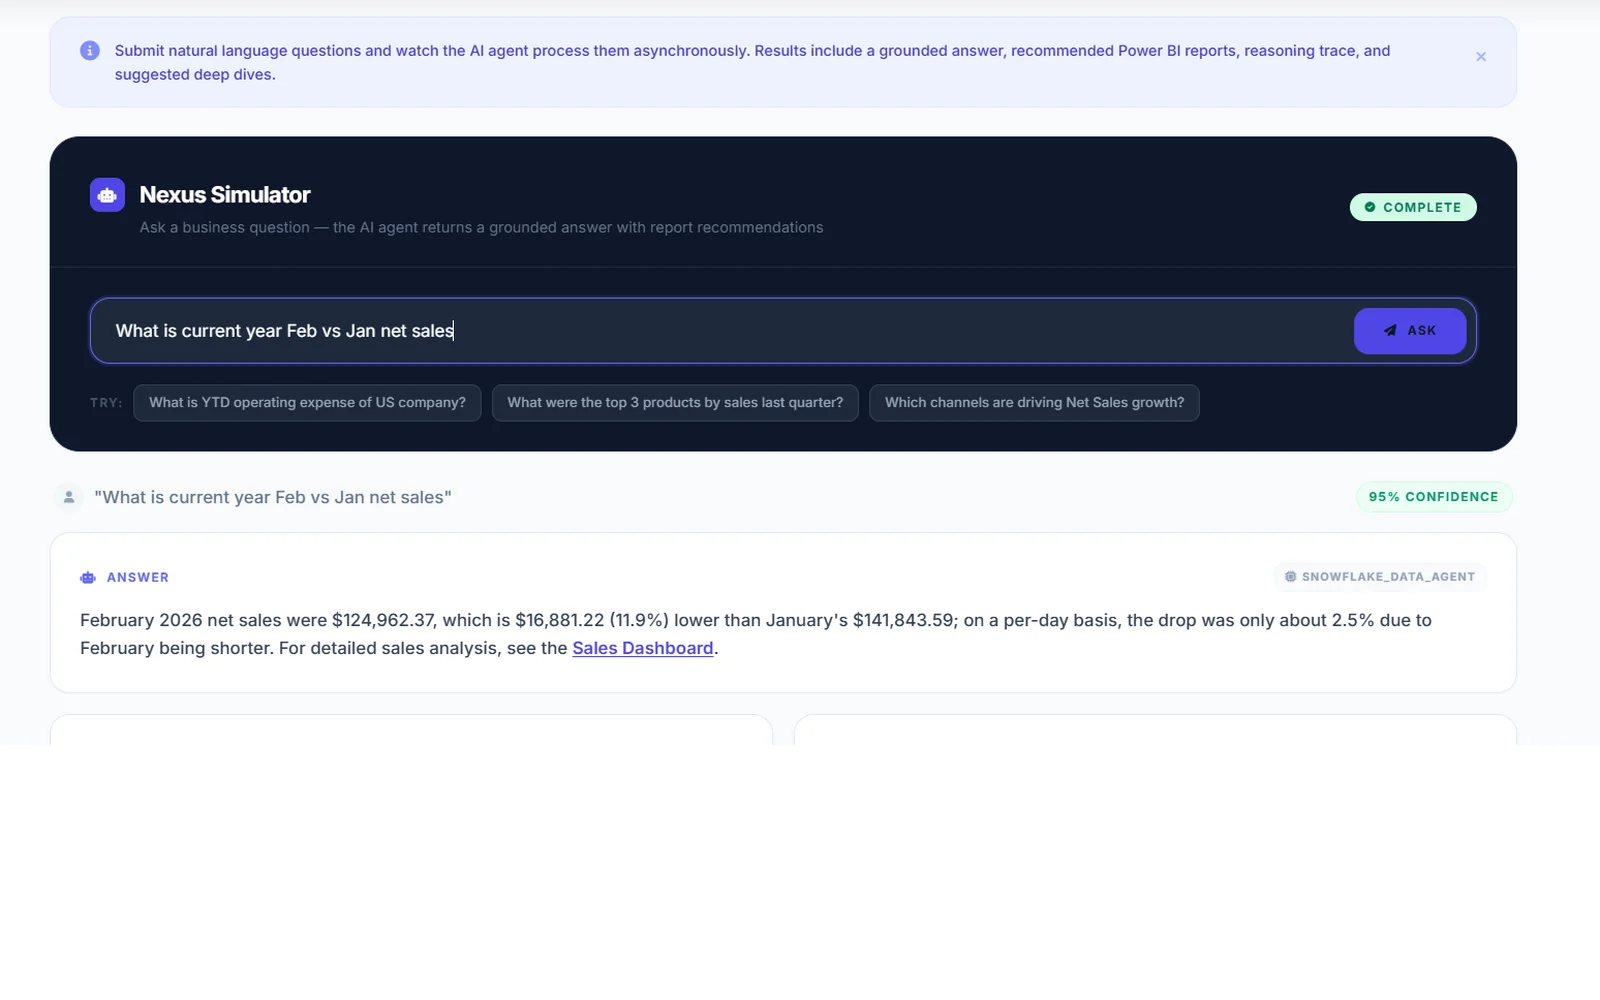 Submit natural language questions and watch the AI agent process them asynchronously. Results include a grounded answer, recommended Power BI reports, reasoning trace, and
suggested deep dives.
Nexus Simulator
Ask a business question — the AI agent returns a grounded answer with report recommendations
COMPLETE
What is current year Feb vs Jan net sales
ASK
TRY:
What is YTD operating expense of US company?
What were the top 3 products by sales last quarter?
Which channels are driving Net Sales growth?
"What is current year Feb vs Jan net sales"
95% CONFIDENCE
ANSWER
SNOWFLAKE_DATA_AGENT
February 2026 net sales were $124,962.37, which is $16,881.22 (11.9%) lower than January's $141,843.59; on a per-day basis, the drop was only about 2.5% due to
February being shorter. For detailed sales analysis, see the Sales Dashboard.